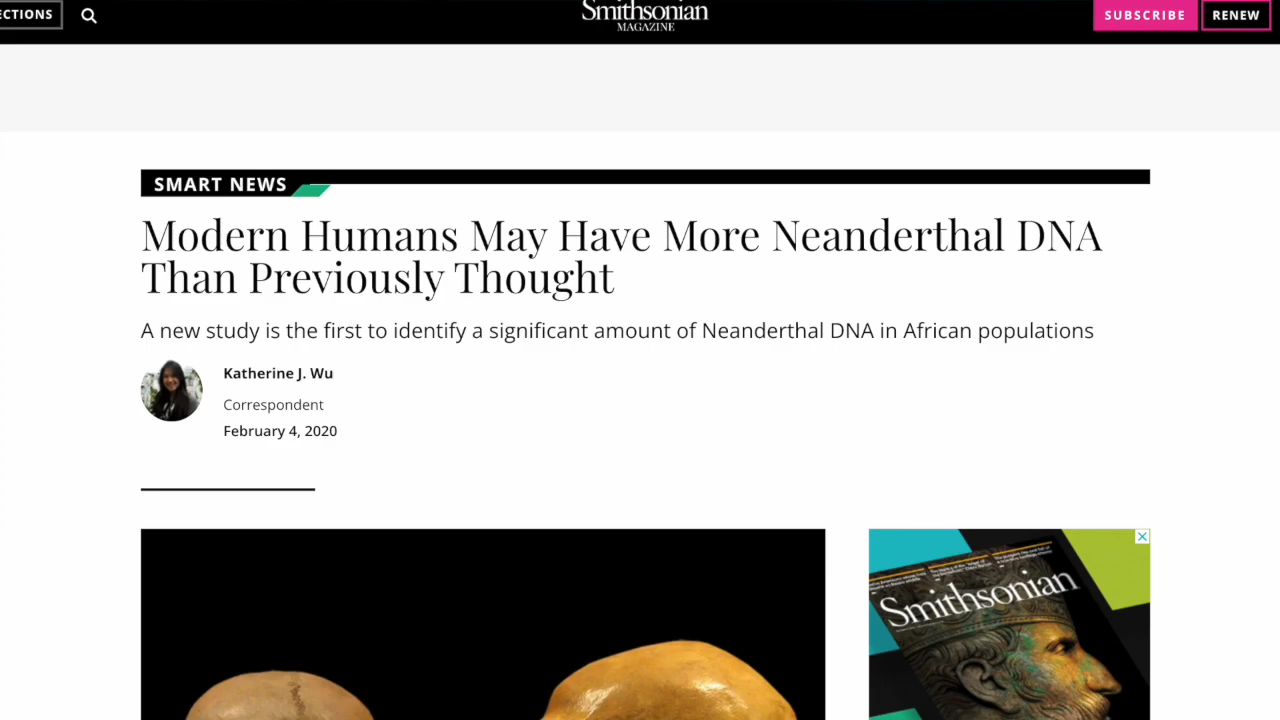 ECTIONS
Smithsonian
MAGAZINE
SUBSCRIBE
RENEW
SMART NEWS
Modern Humans May Have More Neanderthal DNA
Than Previously Thought
A new study is the first to identify a significant amount of Neanderthal DNA in African populations
Katherine J. Wu
Correspondent
February 4, 2020
Smithsonian